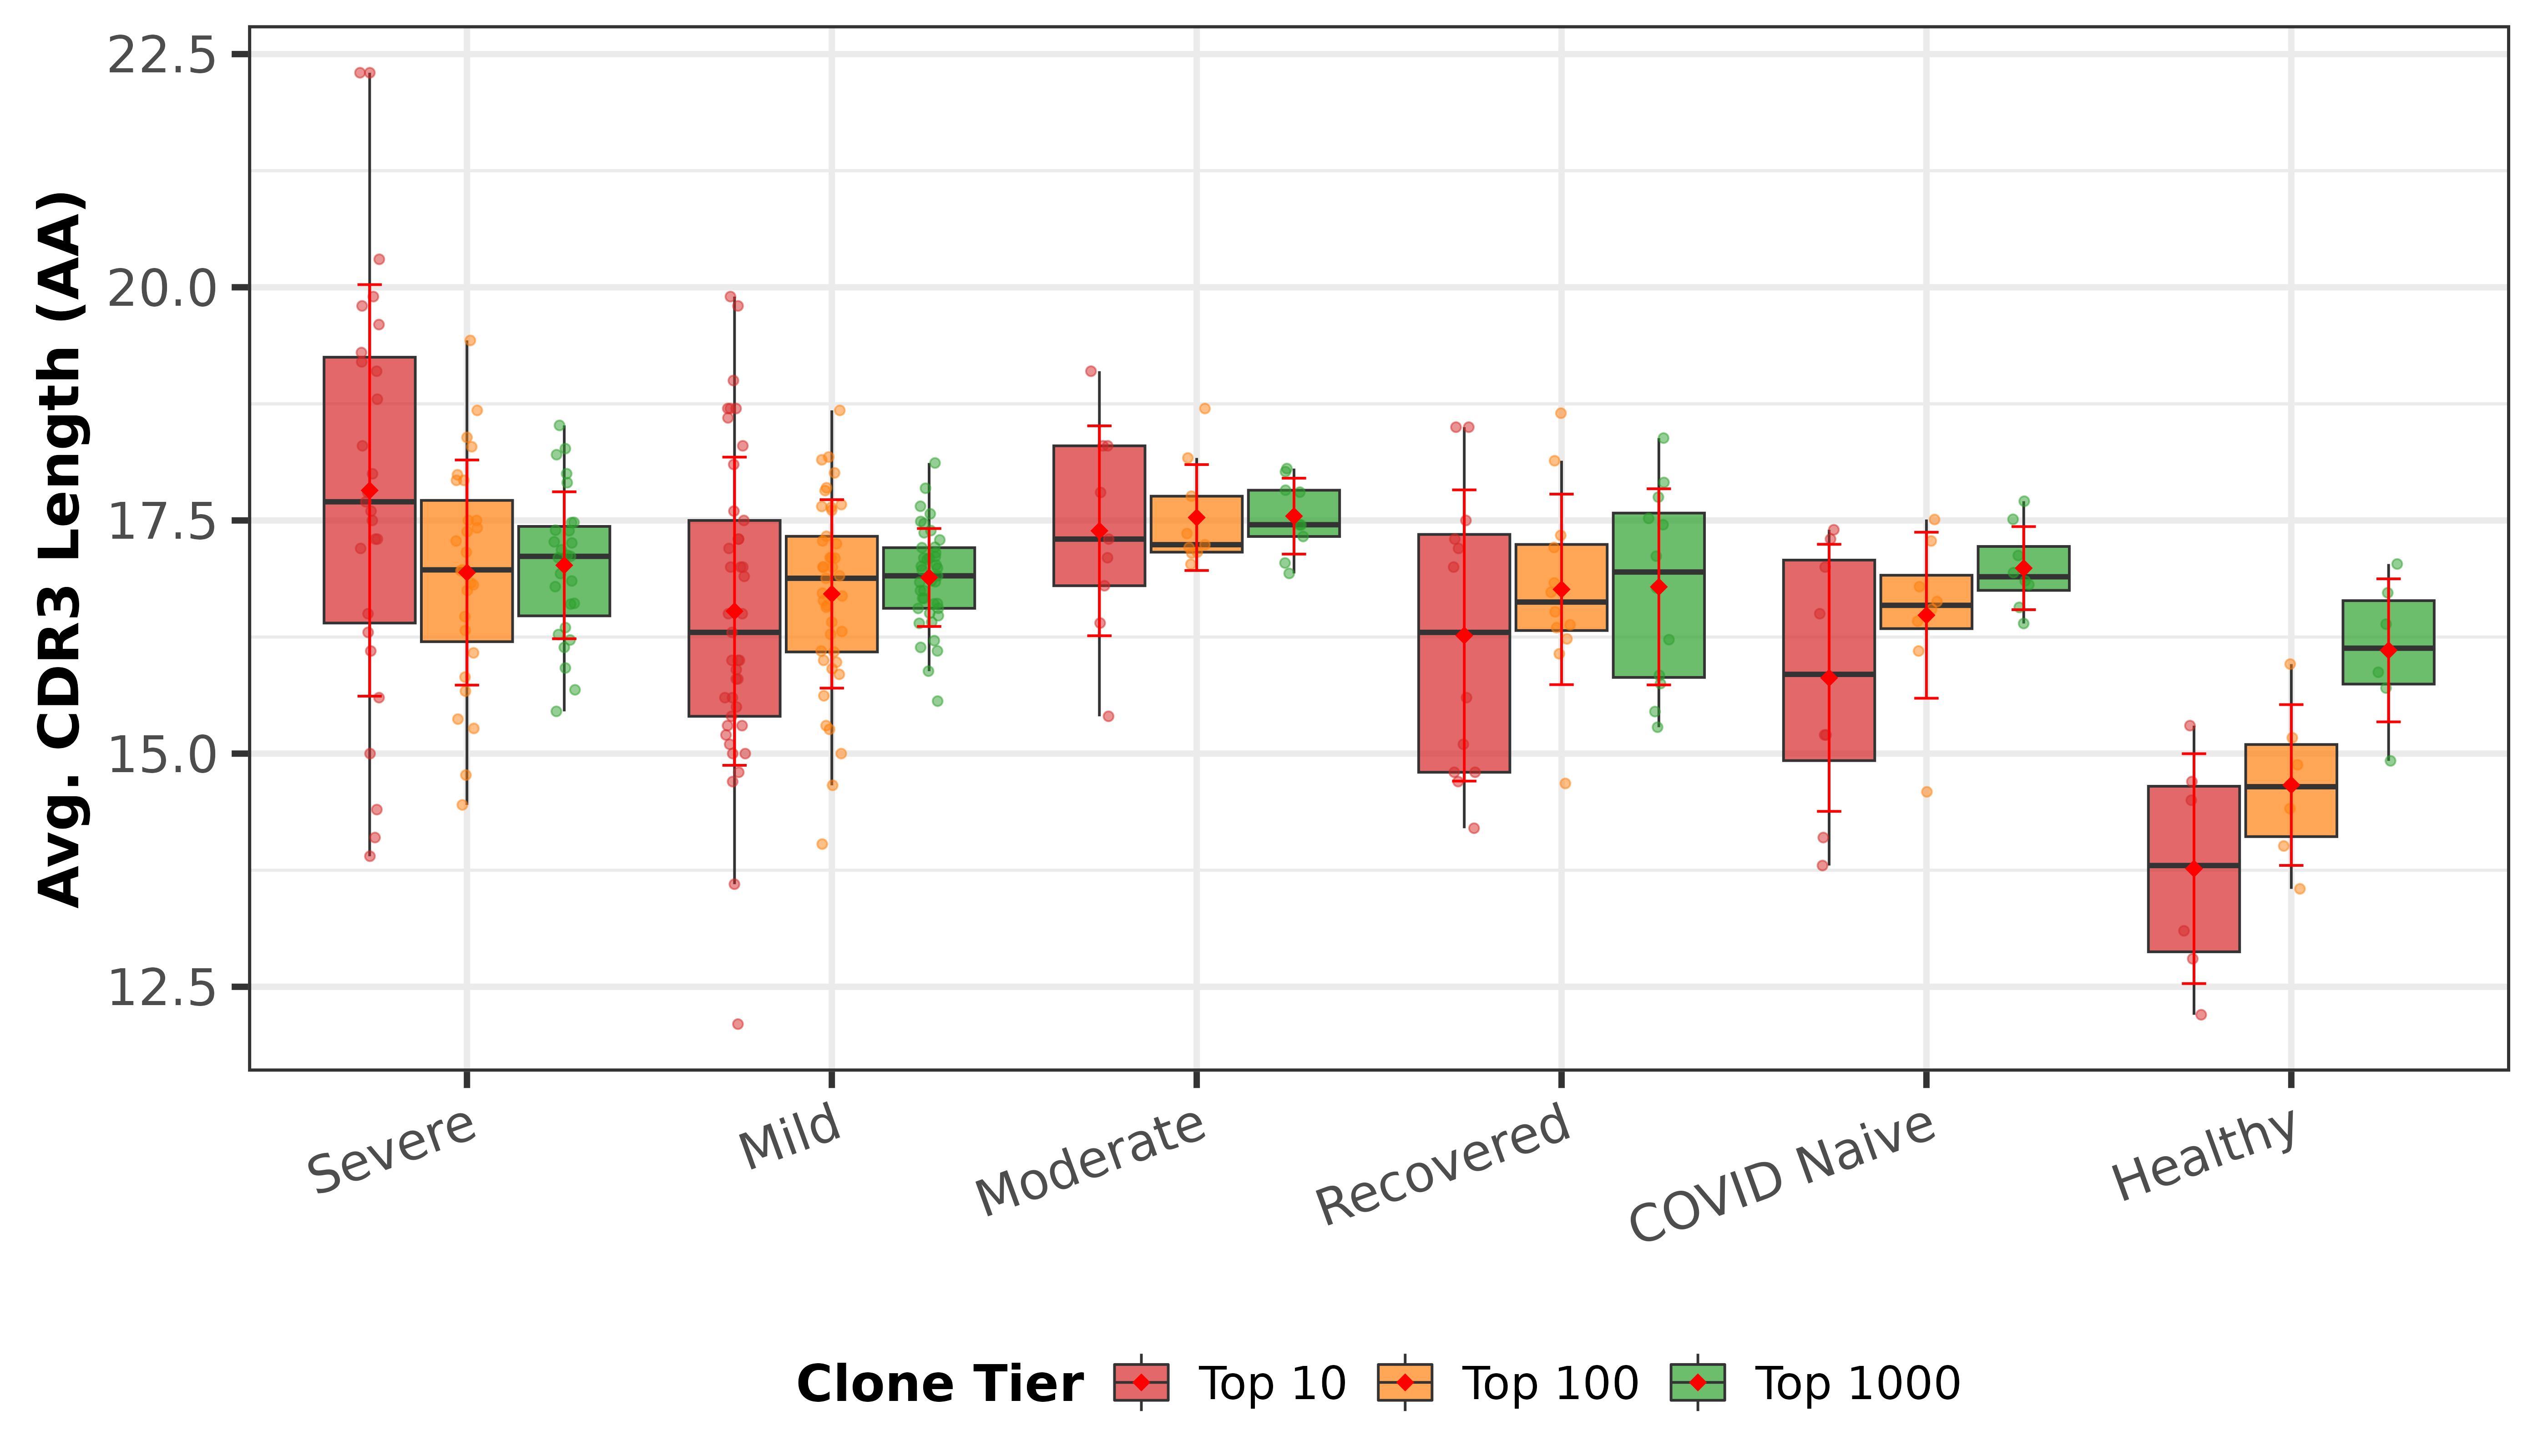 Avg. CDR3 Length (AA)
22.5
20.0
17.5
15.0
12.5
Severe
Mild
Moderate
Recovered
COVID Naive
Healthy
Clone Tier Top 10 Top 100 Top 1000